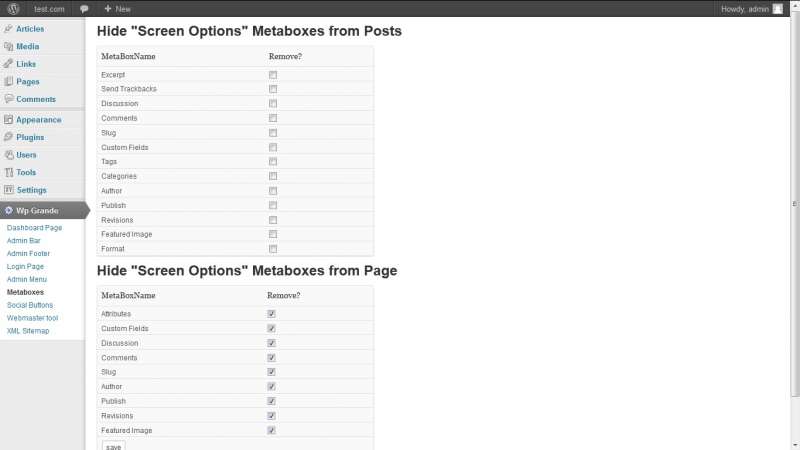 test.com
New
Howdy, admin
Articles
Media
Links
Pages
Comments
Appearance
Plugins
Users
Tools
Settings
Wp Grande
Dashboard Page
Admin Bar
Admin Footer
Login Page
Admin Menu
Metaboxes
Social Buttons
Webmaster tool
XML Sitemap
Hide "Screen Options" Metaboxes from Posts
MetaBoxName Remove?
Excerpt
Send Trackbacks
Discussion
Comments
Slug
Custom Fields
Tags
Categories
Author
Publish
Revisions
Featured Image
Format
Hide "Screen Options" Metaboxes from Page
MetaBoxName Remove?
Attributes
Custom Fields
Discussion
Comments
Slug
Author
Publish
Revisions
Featured Image
save